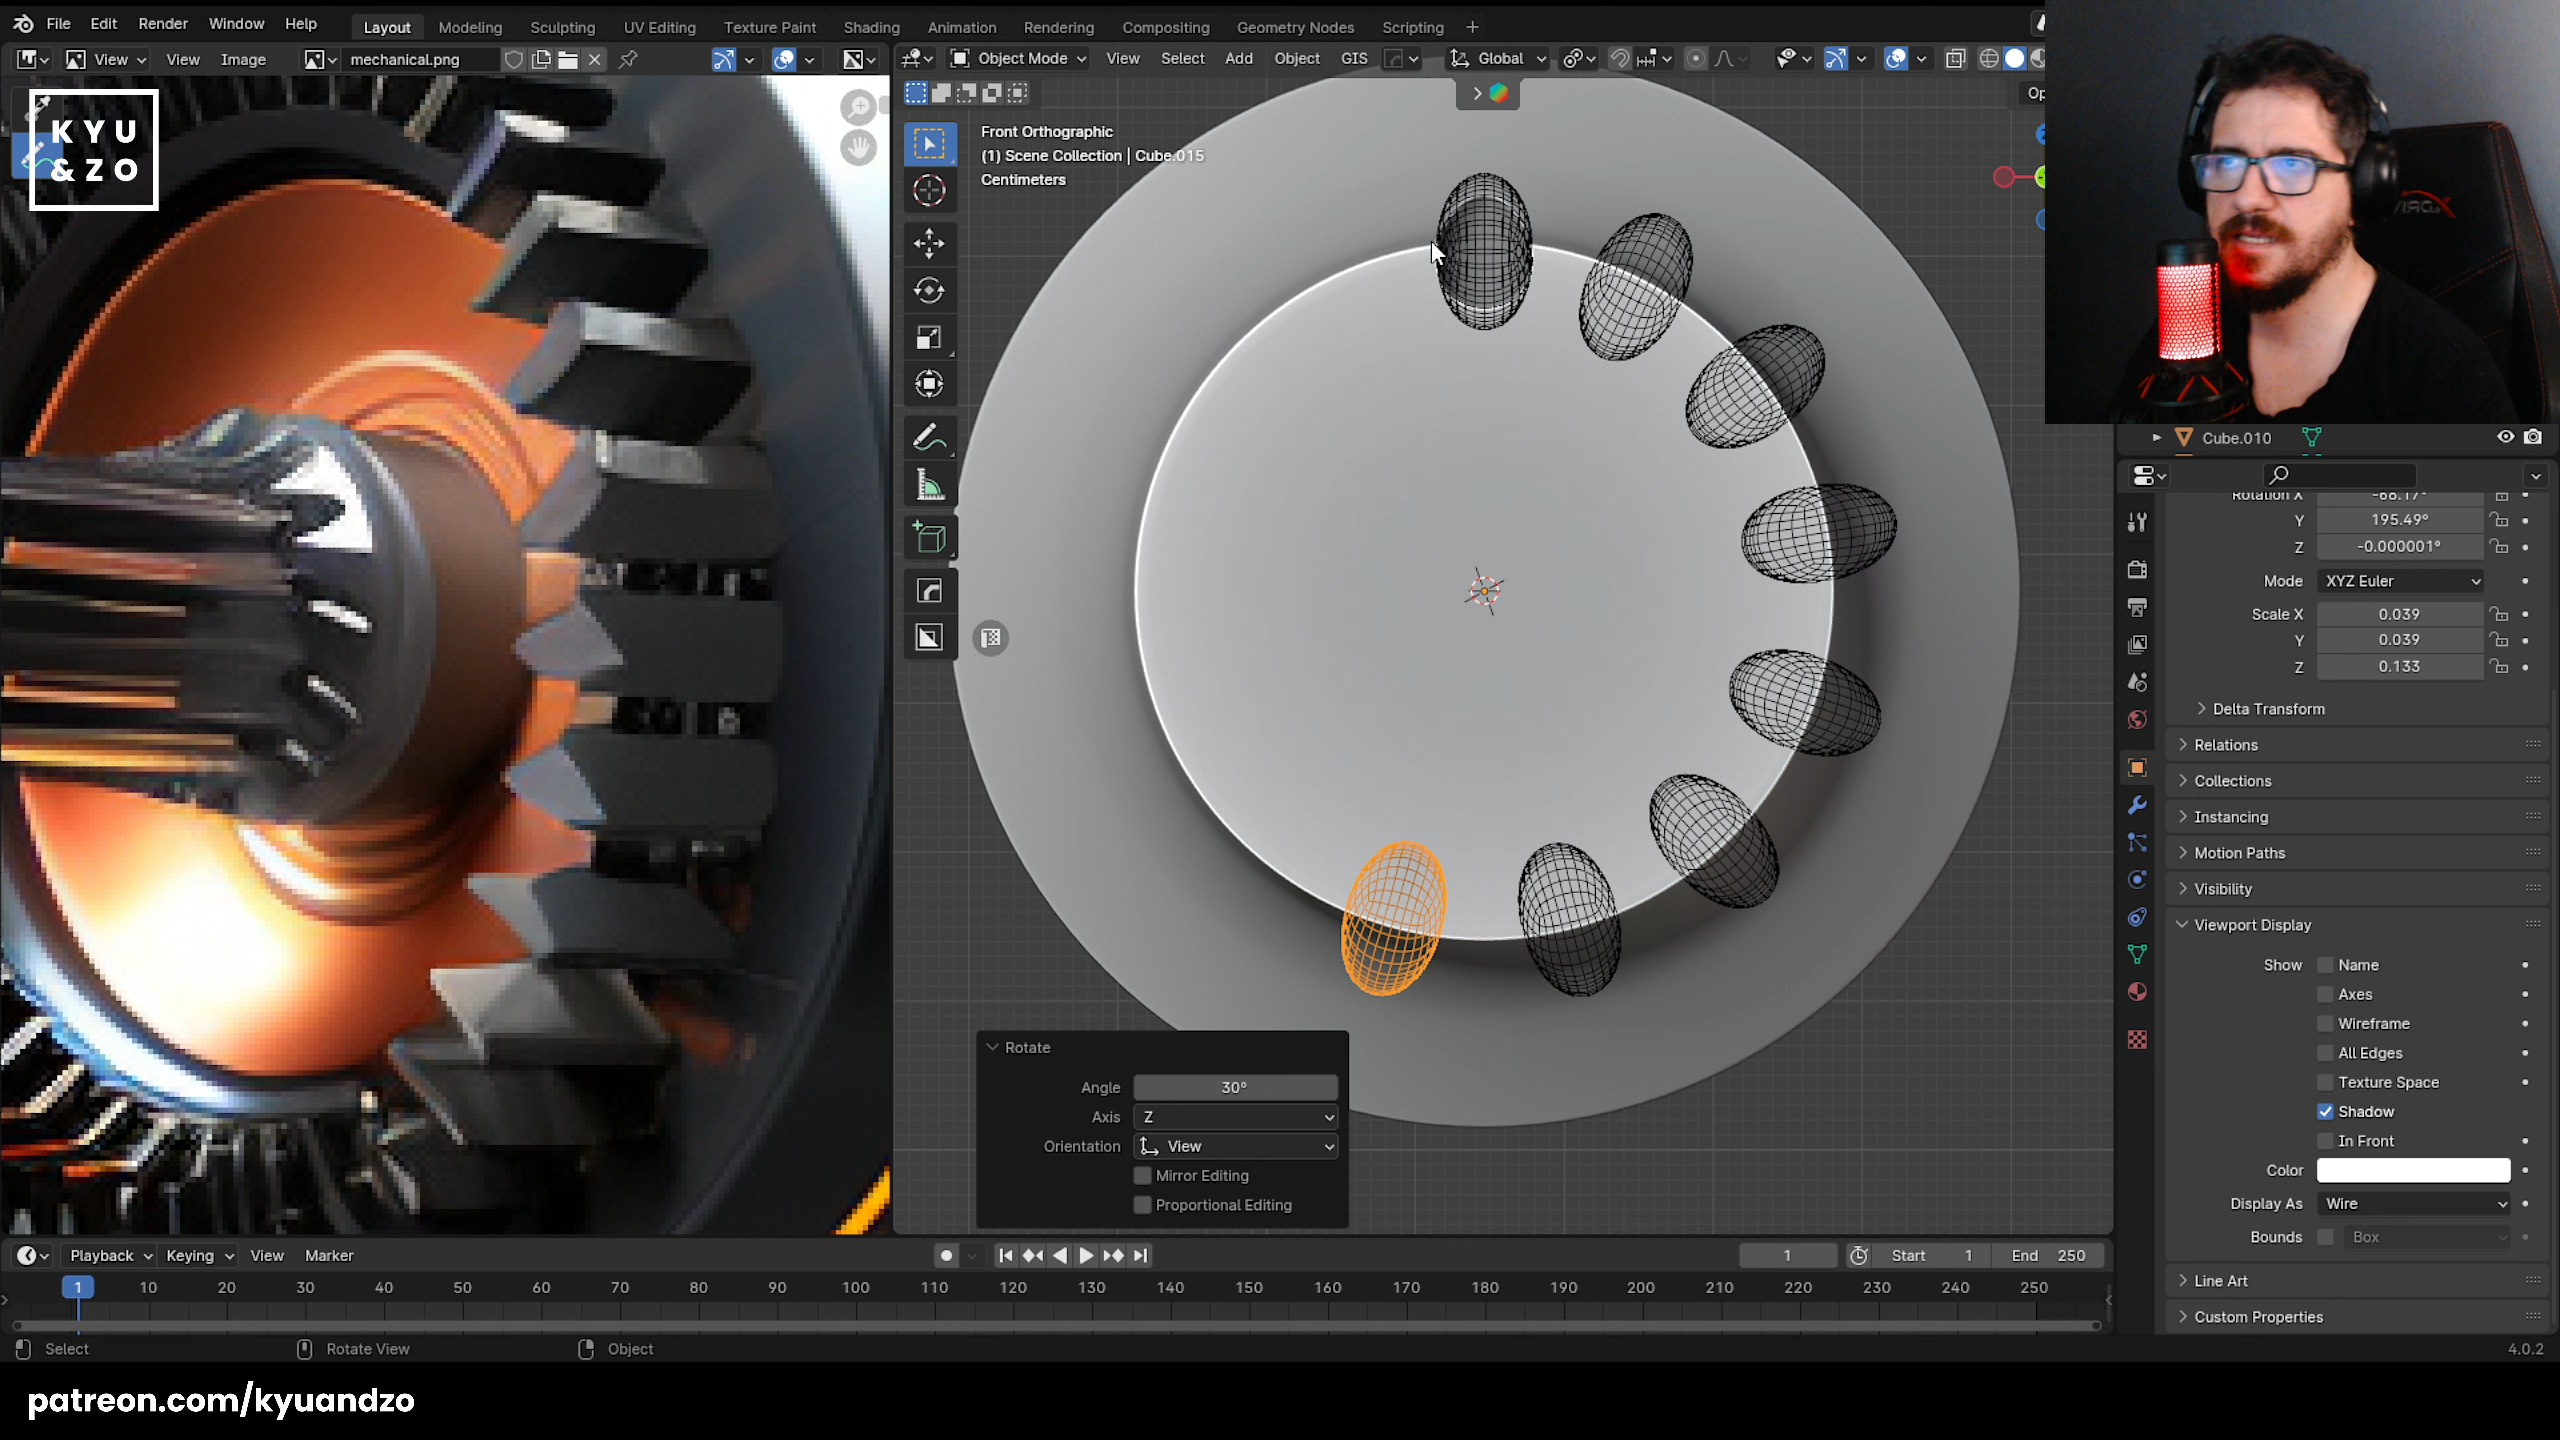 File Edit Render Window Help Layout Modeling Sculpting UV Editing Texture Paint Shading Animation Rendering Compositing Geometry Nodes Scripting +
View View Image mechanical.png Object Mode View Select Add Object GIS Global
KYU
&ZO
Op
Front Orthographic
(1) Scene Collection | Cube.015
Centimeters
Cube.010
Rotation X -68.17°
Y 195.49°
Z -0.000001°
Mode XYZ Euler
Scale X 0.039
Y 0.039
Z 0.133
Delta Transform
Relations
Collections
Instancing
Motion Paths
Visibility
Viewport Display
Show Name
Axes
Wireframe
All Edges
Texture Space
Shadow
In Front
Color
Display As Wire
Bounds Box
Line Art
Custom Properties
Rotate
Angle 30°
Axis Z
Orientation View
Mirror Editing
Proportional Editing
Playback Keying View Marker 1 Start 1 End 250
1 10 20 30 40 50 60 70 80 90 100 110 120 130 140 150 160 170 180 190 200 210 220 230 240 250
Select Rotate View Object 4.0.2
patreon.com/kyuandzo